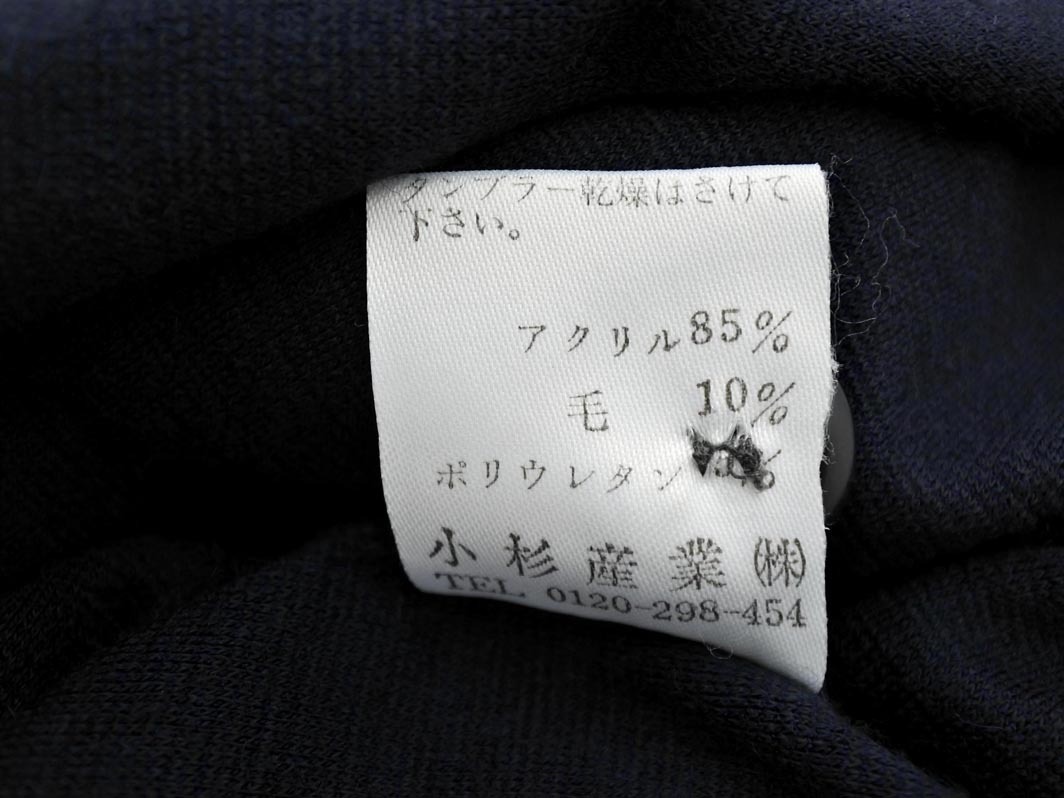 タンブラー乾燥はさけて
下さい。
アクリル85%
毛 10%
ポリウレタン %
小杉産業㈱
TEL 0120-298-454